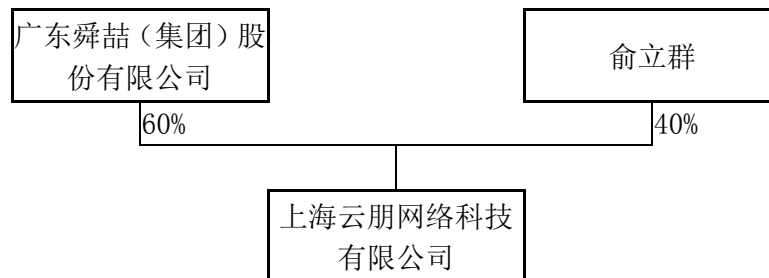 广东舜喆（集团）股
份有限公司
俞立群
60%
40%
上海云朋网络科技
有限公司